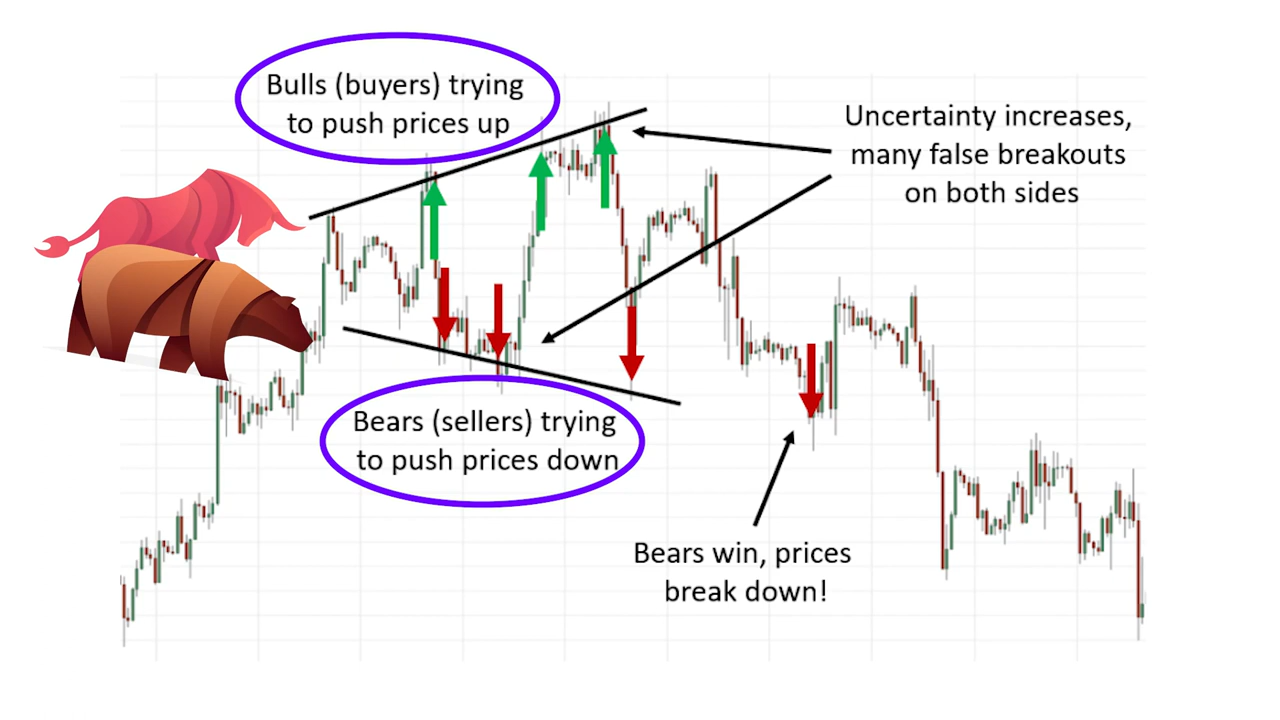 Bulls (buyers) trying
to push prices up
Uncertainty increases,
many false breakouts
on both sides
Bears (sellers) trying
to push prices down
Bears win, prices
break down!